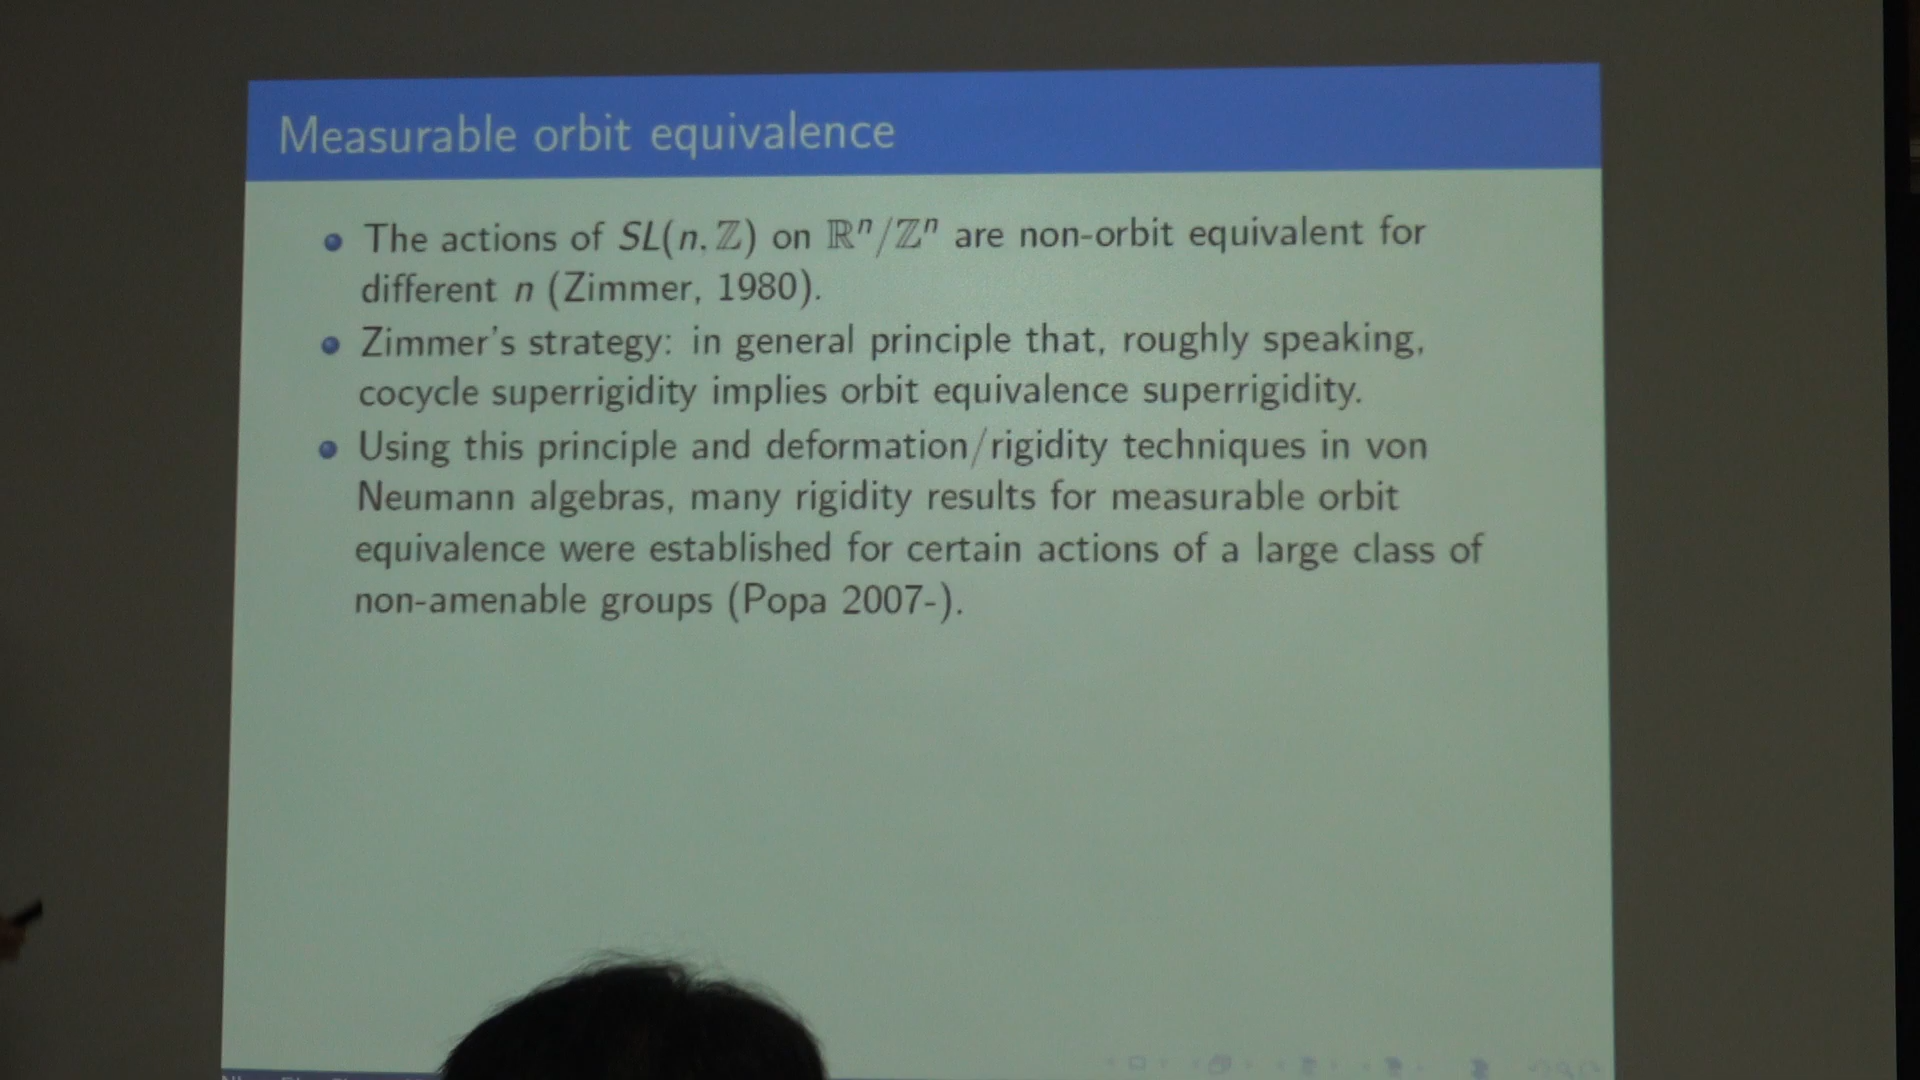 Measurable orbit equivalence
The actions of SL(n, ℤ) on ℝⁿ/ℤⁿ are non-orbit equivalent for
different n (Zimmer, 1980).
Zimmer's strategy: in general principle that, roughly speaking,
cocycle superrigidity implies orbit equivalence superrigidity.
Using this principle and deformation/rigidity techniques in von
Neumann algebras, many rigidity results for measurable orbit
equivalence were established for certain actions of a large class of
non-amenable groups (Popa 2007-).